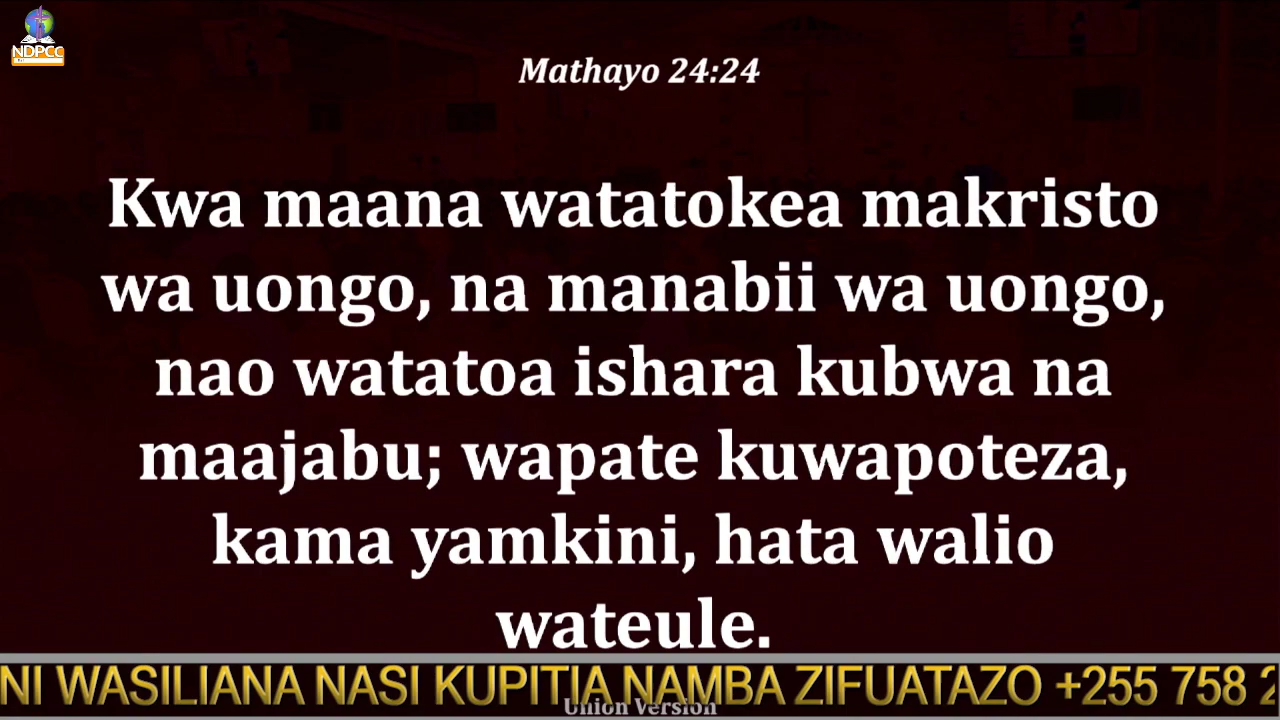 NDPCC
Mathayo 24:24
Kwa maana watatokea makristo
wa uongo, na manabii wa uongo,
nao watatoa ishara kubwa na
maajabu; wapate kuwapoteza,
kama yamkini, hata walio
wateule.
NI WASILIANA NASI KUPITIA NAMBA ZIFUATAZO +255 758 2
Union Version